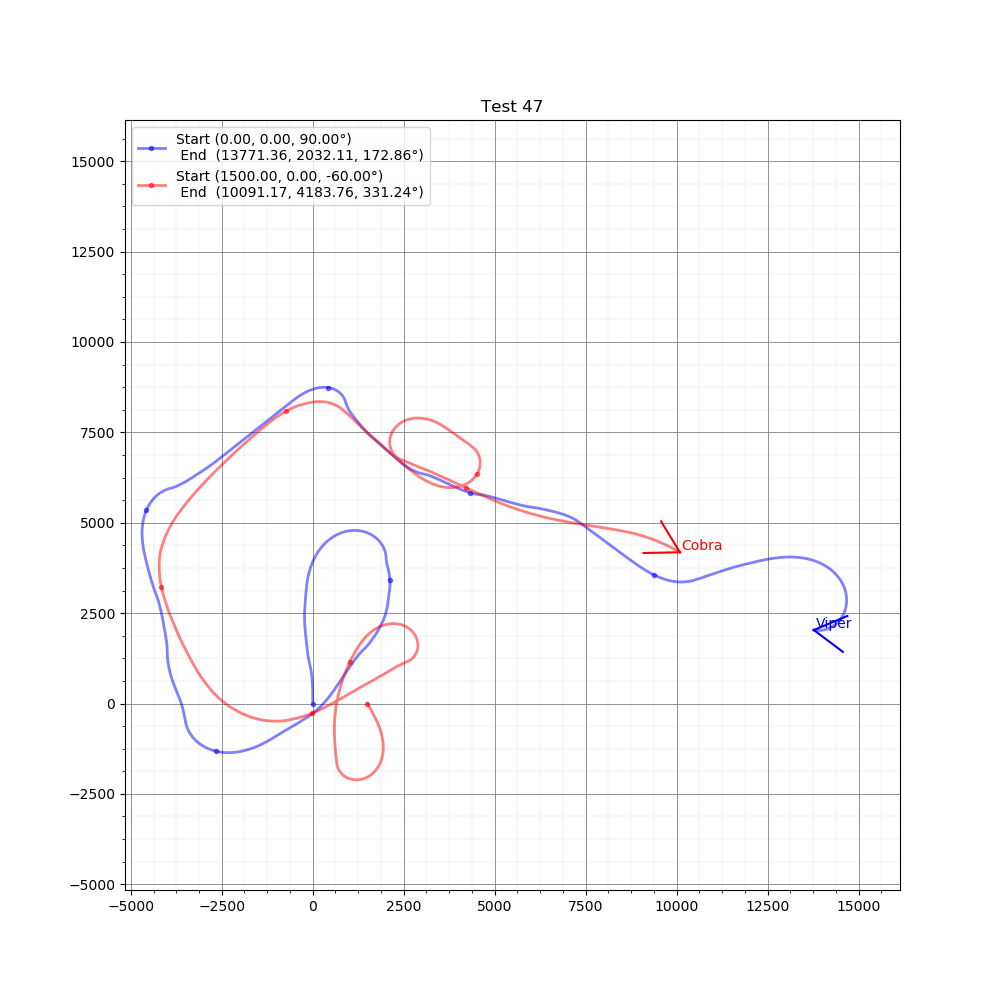 Test 47
Start (0.00, 0.00, 90.00°)
End  (13771.36, 2032.11, 172.86°)
Start (1500.00, 0.00, -60.00°)
End  (10091.17, 4183.76, 331.24°)
15000
12500
10000
7500
5000
2500
0
−2500
−5000
Cobra
Viper
−5000 −2500 0 2500 5000 7500 10000 12500 15000